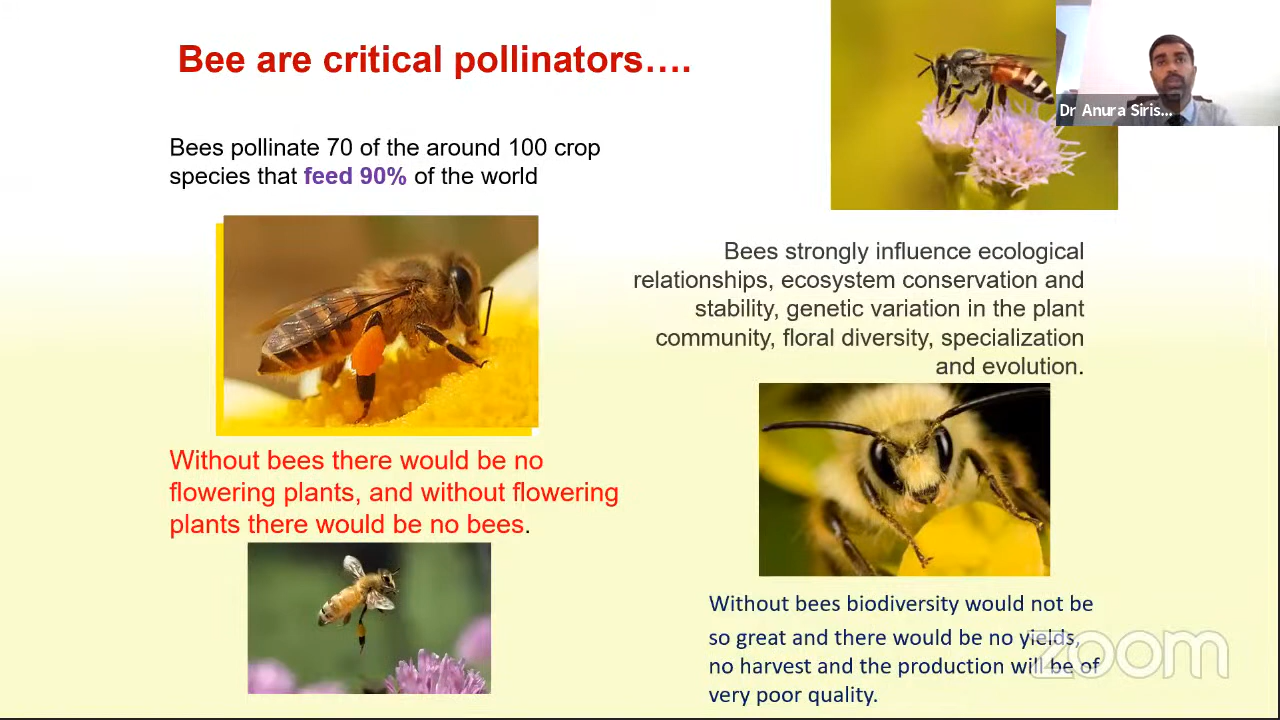 Bee are critical pollinators….
Dr Anura Siris...
Bees pollinate 70 of the around 100 crop
species that feed 90% of the world
Bees strongly influence ecological
relationships, ecosystem conservation and
stability, genetic variation in the plant
community, floral diversity, specialization
and evolution.
Without bees there would be no
flowering plants, and without flowering
plants there would be no bees.
Without bees biodiversity would not be
so great and there would be no yields,
no harvest and the production will be of
very poor quality.
zoom